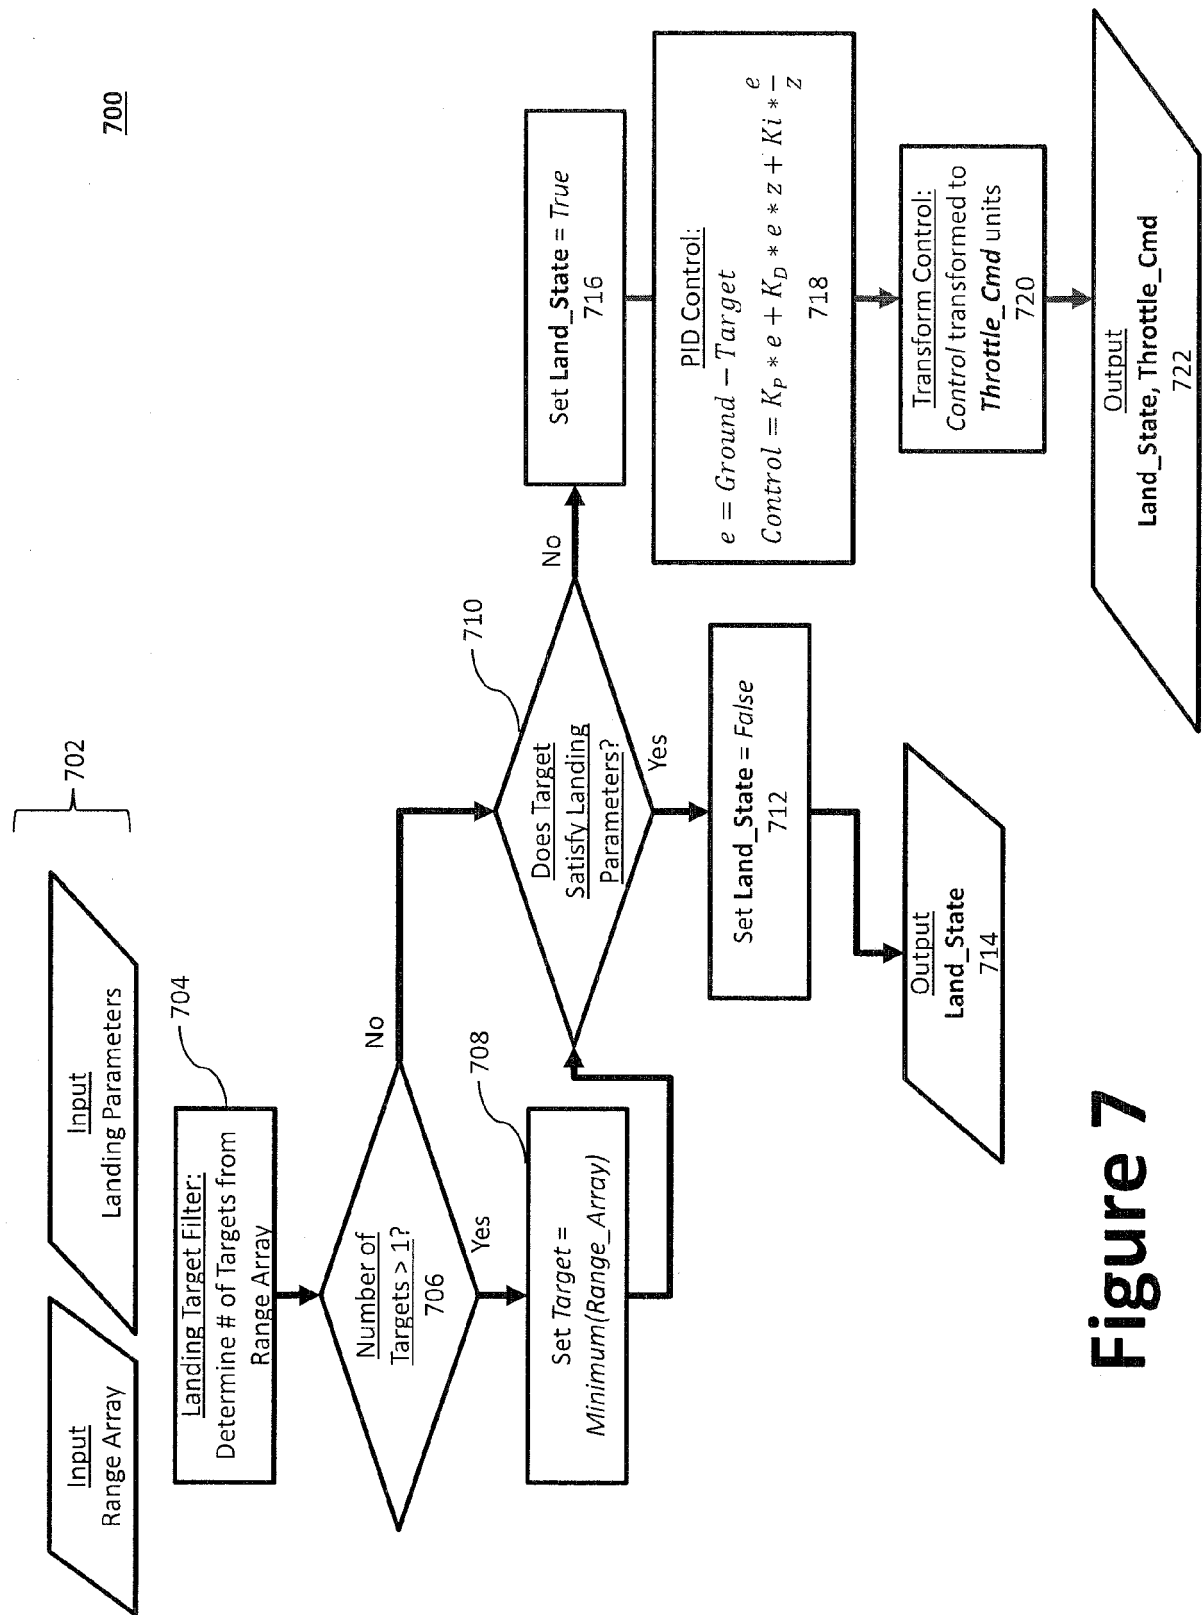 700
702
Input
Range Array
Input
Landing Parameters
Landing Target Filter:
Determine # of Targets from
Range Array
704
Number of
Targets > 1?
706
No
Yes
708
Set Target =
Minimum(Range_Array)
Does Target
Satisfy Landing
Parameters?
710
No
Yes
Set Land_State = False
712
Output
Land_State
714
Set Land_State = True
716
PID Control:
e = Ground − Target
Control = K_P * e + K_D * e * z + Ki * e/z
718
Transform Control:
Control transformed to
Throttle_Cmd units
720
Output
Land_State, Throttle_Cmd
722
Figure 7